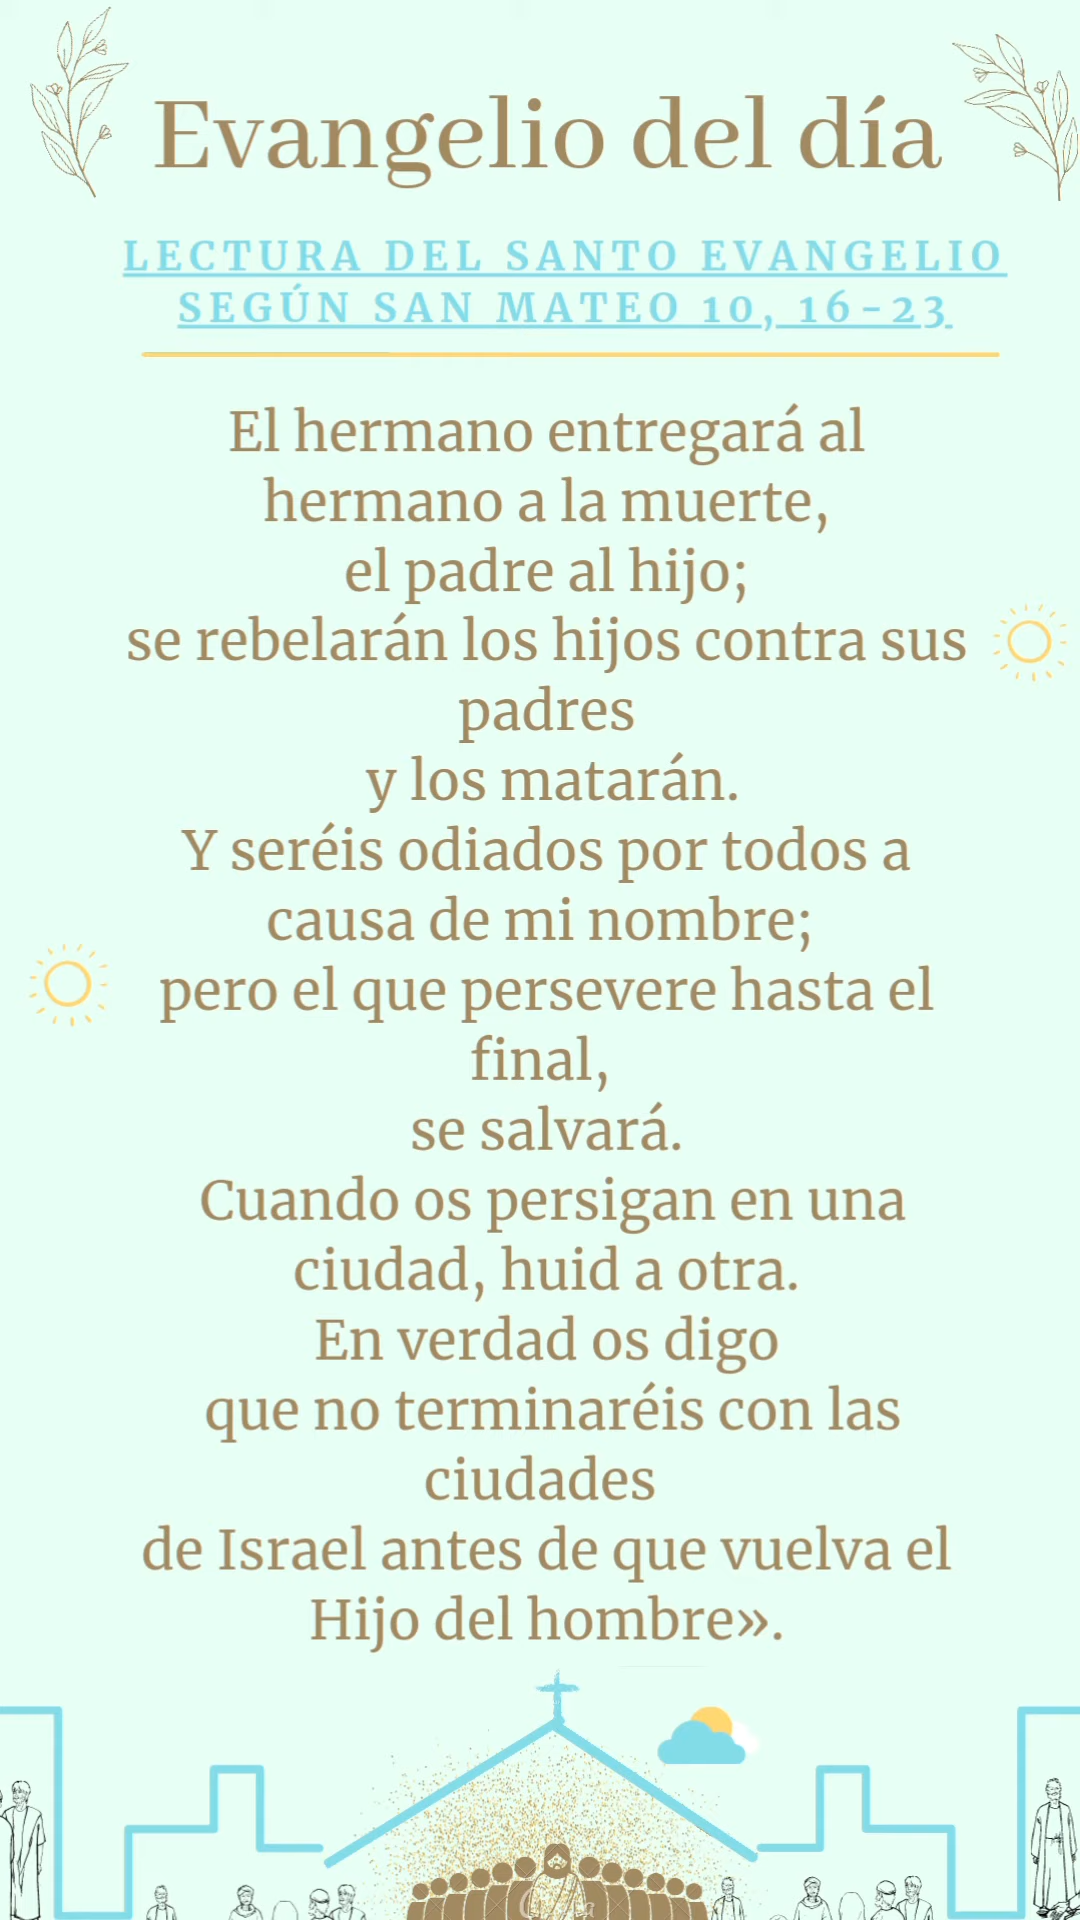 Evangelio del día
LECTURA DEL SANTO EVANGELIO
SEGÚN SAN MATEO 10, 16-23
El hermano entregará al
hermano a la muerte,
el padre al hijo;
se rebelarán los hijos contra sus
padres
y los matarán.
Y seréis odiados por todos a
causa de mi nombre;
pero el que persevere hasta el
final,
se salvará.
Cuando os persigan en una
ciudad, huid a otra.
En verdad os digo
que no terminaréis con las
ciudades
de Israel antes de que vuelva el
Hijo del hombre».